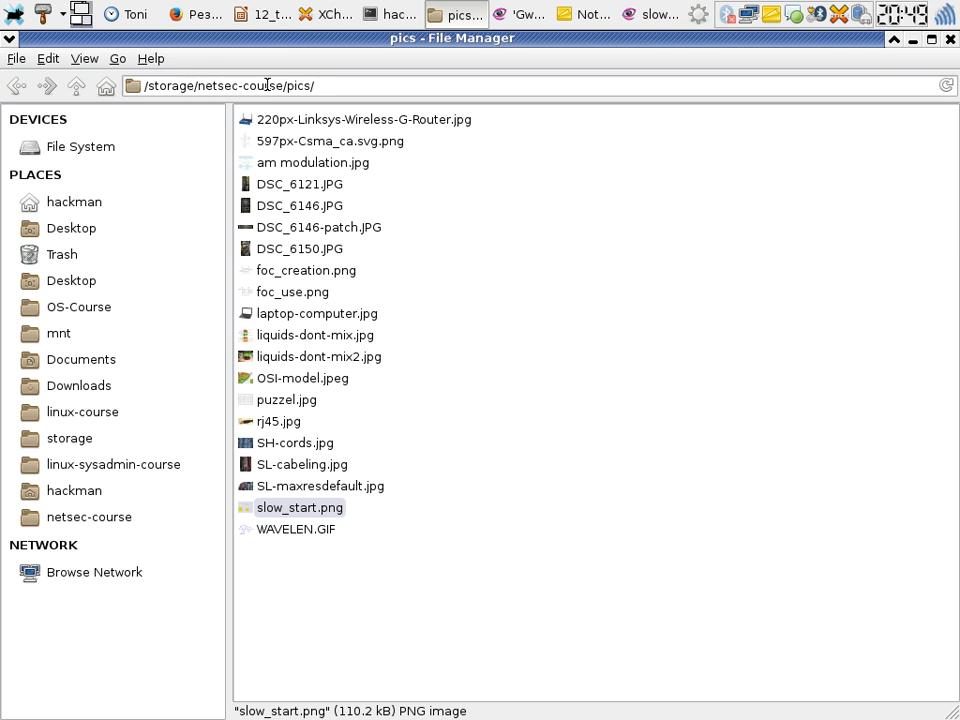 Toni
Рез...
12_t...
XCh...
hac...
pics...
'Gw...
Not...
slow...
20:49
pics - File Manager
File Edit View Go Help
/storage/netsec-course/pics/
DEVICES
File System
PLACES
hackman
Desktop
Trash
Desktop
OS-Course
mnt
Documents
Downloads
linux-course
storage
linux-sysadmin-course
hackman
netsec-course
NETWORK
Browse Network
220px-Linksys-Wireless-G-Router.jpg
597px-Csma_ca.svg.png
am modulation.jpg
DSC_6121.JPG
DSC_6146.JPG
DSC_6146-patch.JPG
DSC_6150.JPG
foc_creation.png
foc_use.png
laptop-computer.jpg
liquids-dont-mix.jpg
liquids-dont-mix2.jpg
OSI-model.jpeg
puzzel.jpg
rj45.jpg
SH-cords.jpg
SL-cabeling.jpg
SL-maxresdefault.jpg
slow_start.png
WAVELEN.GIF
"slow_start.png" (110.2 kB) PNG image